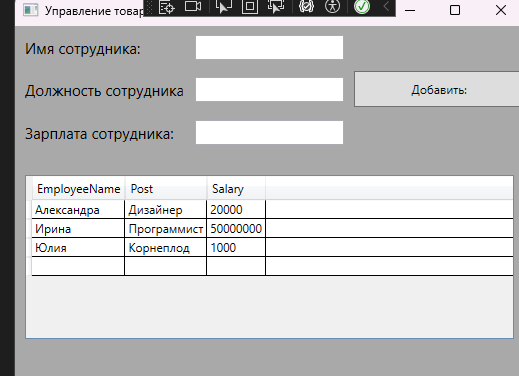 Управление товар
Имя сотрудника:
Должность сотрудника
Добавить:
Зарплата сотрудника:
EmployeeName Post Salary
Александра Дизайнер 20000
Ирина Программист 50000000
Юлия Корнеплод 1000